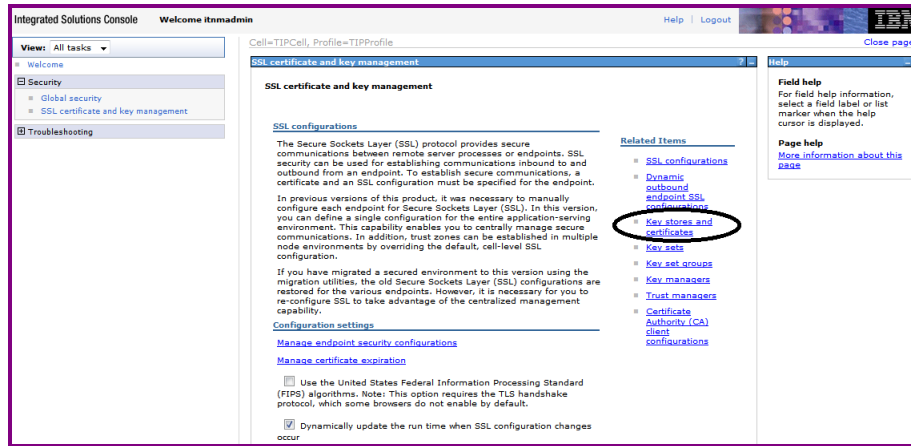 Integrated Solutions Console Welcome itnmadmin Help | Logout IBM
View: All tasks
Welcome
Security
Global security
SSL certificate and key management
Troubleshooting
Cell=TIPCell, Profile=TIPProfile
Close page
SSL certificate and key management ? –
SSL certificate and key management
SSL configurations
The Secure Sockets Layer (SSL) protocol provides secure
communications between remote server processes or endpoints. SSL
security can be used for establishing communications inbound to and
outbound from an endpoint. To establish secure communications, a
certificate and an SSL configuration must be specified for the endpoint.
In previous versions of this product, it was necessary to manually
configure each endpoint for Secure Sockets Layer (SSL). In this version,
you can define a single configuration for the entire application-serving
environment. This capability enables you to centrally manage secure
communications. In addition, trust zones can be established in multiple
node environments by overriding the default, cell-level SSL
configuration.
If you have migrated a secured environment to this version using the
migration utilities, the old Secure Sockets Layer (SSL) configurations are
restored for the various endpoints. However, it is necessary for you to
re-configure SSL to take advantage of the centralized management
capability.
Configuration settings
Manage endpoint security configurations
Manage certificate expiration
Use the United States Federal Information Processing Standard
(FIPS) algorithms. Note: This option requires the TLS handshake
protocol, which some browsers do not enable by default.
Dynamically update the run time when SSL configuration changes
occur
Related Items
SSL configurations
Dynamic
outbound
endpoint SSL
configurations
Key stores and
certificates
Key sets
Key set groups
Key managers
Trust managers
Certificate
Authority (CA)
client
configurations
Help –
Field help
For field help information,
select a field label or list
marker when the help
cursor is displayed.
Page help
More information about this
page